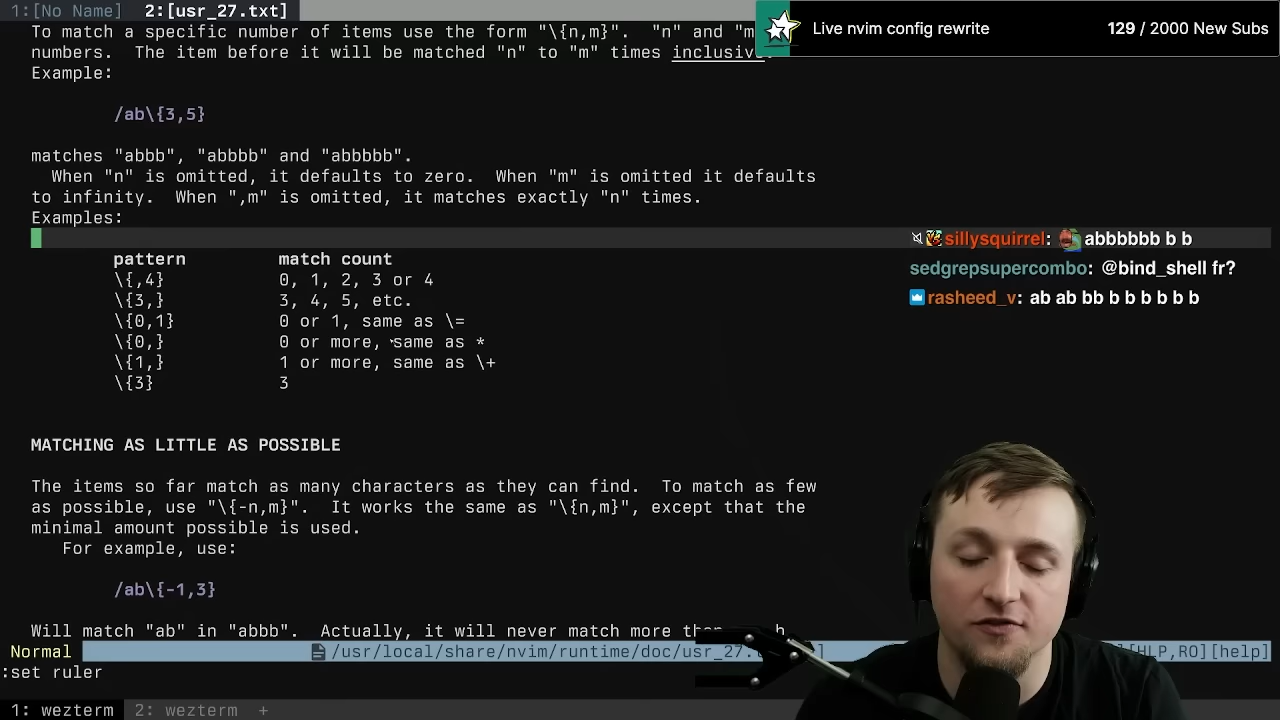 1:[No Name] 2:[usr_27.txt]
Live nvim config rewrite 129 / 2000 New Subs
To match a specific number of items use the form "\{n,m}". "n" and "m
numbers. The item before it will be matched "n" to "m" times inclusiv
Example:
/ab\{3,5}
matches "abbb", "abbbb" and "abbbbb".
When "n" is omitted, it defaults to zero. When "m" is omitted it defaults
to infinity. When ",m" is omitted, it matches exactly "n" times.
Examples:
sillysquirrel: abbbbbb b b
sedgrepsupercombo: @bind_shell fr?
rasheed_v: ab ab bb b b b b b b
pattern match count
\{,4} 0, 1, 2, 3 or 4
\{3,} 3, 4, 5, etc.
\{0,1} 0 or 1, same as \=
\{0,} 0 or more, same as *
\{1,} 1 or more, same as \+
\{3} 3
MATCHING AS LITTLE AS POSSIBLE
The items so far match as many characters as they can find. To match as few
as possible, use "\{-n,m}". It works the same as "\{n,m}", except that the
minimal amount possible is used.
For example, use:
/ab\{-1,3}
Will match "ab" in "abbb". Actually, it will never match more than b,
Normal /usr/local/share/nvim/runtime/doc/usr_27.t ] [HLP,RO][help]
:set ruler
1: wezterm 2: wezterm +